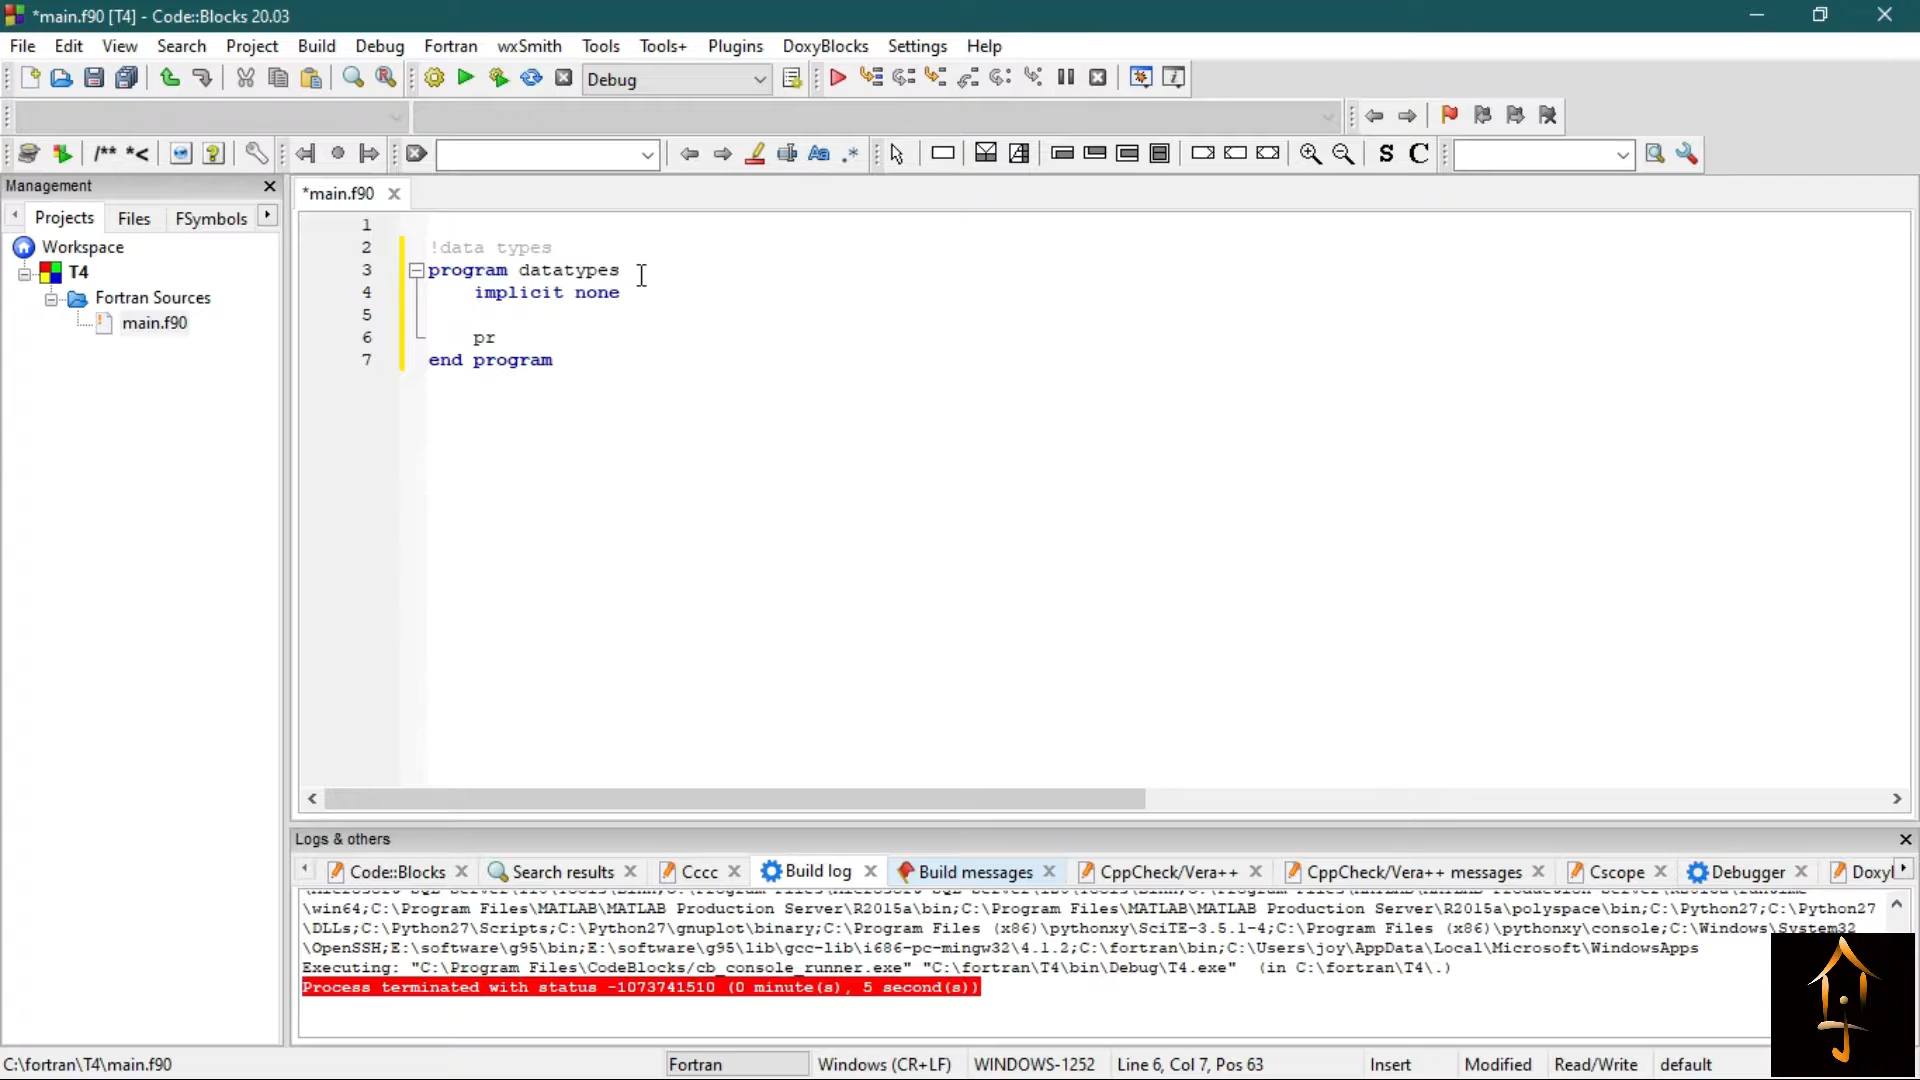 *main.f90 [T4] - Code::Blocks 20.03
File Edit View Search Project Build Debug Fortran wxSmith Tools Tools+ Plugins DoxyBlocks Settings Help
Debug
/** *< Aa .* S C
Management
*main.f90
Projects Files FSymbols
Workspace
T4
Fortran Sources
main.f90
1
2 !data types
3 program datatypes
4 implicit none
5
6 pr
7 end program
Logs & others
Code::Blocks Search results Cccc Build log Build messages CppCheck/Vera++ CppCheck/Vera++ messages Cscope Debugger Doxyl
\win64;C:\Program Files\MATLAB\MATLAB Production Server\R2015a\bin;C:\Program Files\MATLAB\MATLAB Production Server\R2015a\polyspace\bin;C:\Python27;C:\Python27
\DLLs;C:\Python27\Scripts;C:\Python27\gnuplot\binary;C:\Program Files (x86)\pythonxy\SciTE-3.5.1-4;C:\Program Files (x86)\pythonxy\console;C:\Windows\System32
\OpenSSH;E:\software\g95\bin;E:\software\g95\lib\gcc-lib\i686-pc-mingw32\4.1.2;C:\fortran\bin;C:\Users\joy\AppData\Local\Microsoft\WindowsApps
Executing: "C:\Program Files\CodeBlocks/cb_console_runner.exe" "C:\fortran\T4\bin\Debug\T4.exe" (in C:\fortran\T4\.)
Process terminated with status -1073741510 (0 minute(s), 5 second(s))
C:\fortran\T4\main.f90 Fortran Windows (CR+LF) WINDOWS-1252 Line 6, Col 7, Pos 63 Insert Modified Read/Write default